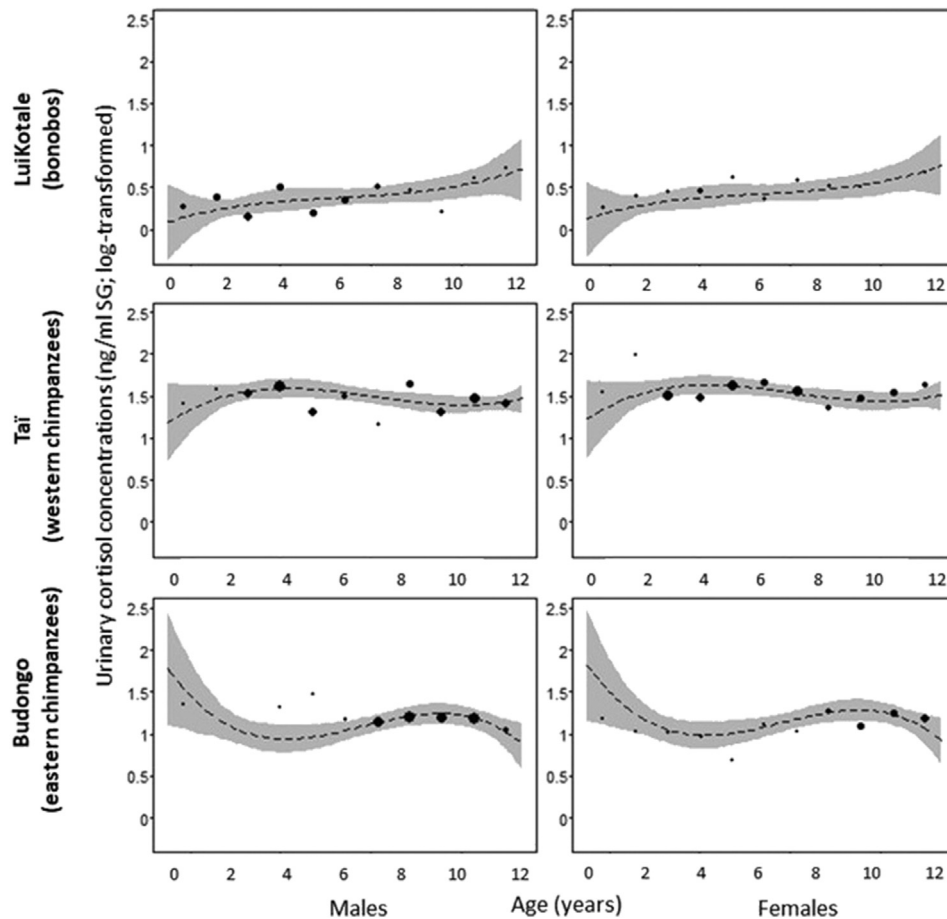 LuiKotale
(bonobos)
Taï
(western chimpanzees)
Budongo
(eastern chimpanzees)
Urinary cortisol concentrations (ng/ml SG; log-transformed)
2.5
2
1.5
1
0.5
0
2.5
2
1.5
1
0.5
0
0 2 4 6 8 10 12
0 2 4 6 8 10 12
2.5
2
1.5
1
0.5
0
2.5
2
1.5
1
0.5
0
0 2 4 6 8 10 12
0 2 4 6 8 10 12
2.5
2
1.5
1
0.5
0
2.5
2
1.5
1
0.5
0
0 2 4 6 8 10 12
0 2 4 6 8 10 12
Males Age (years) Females